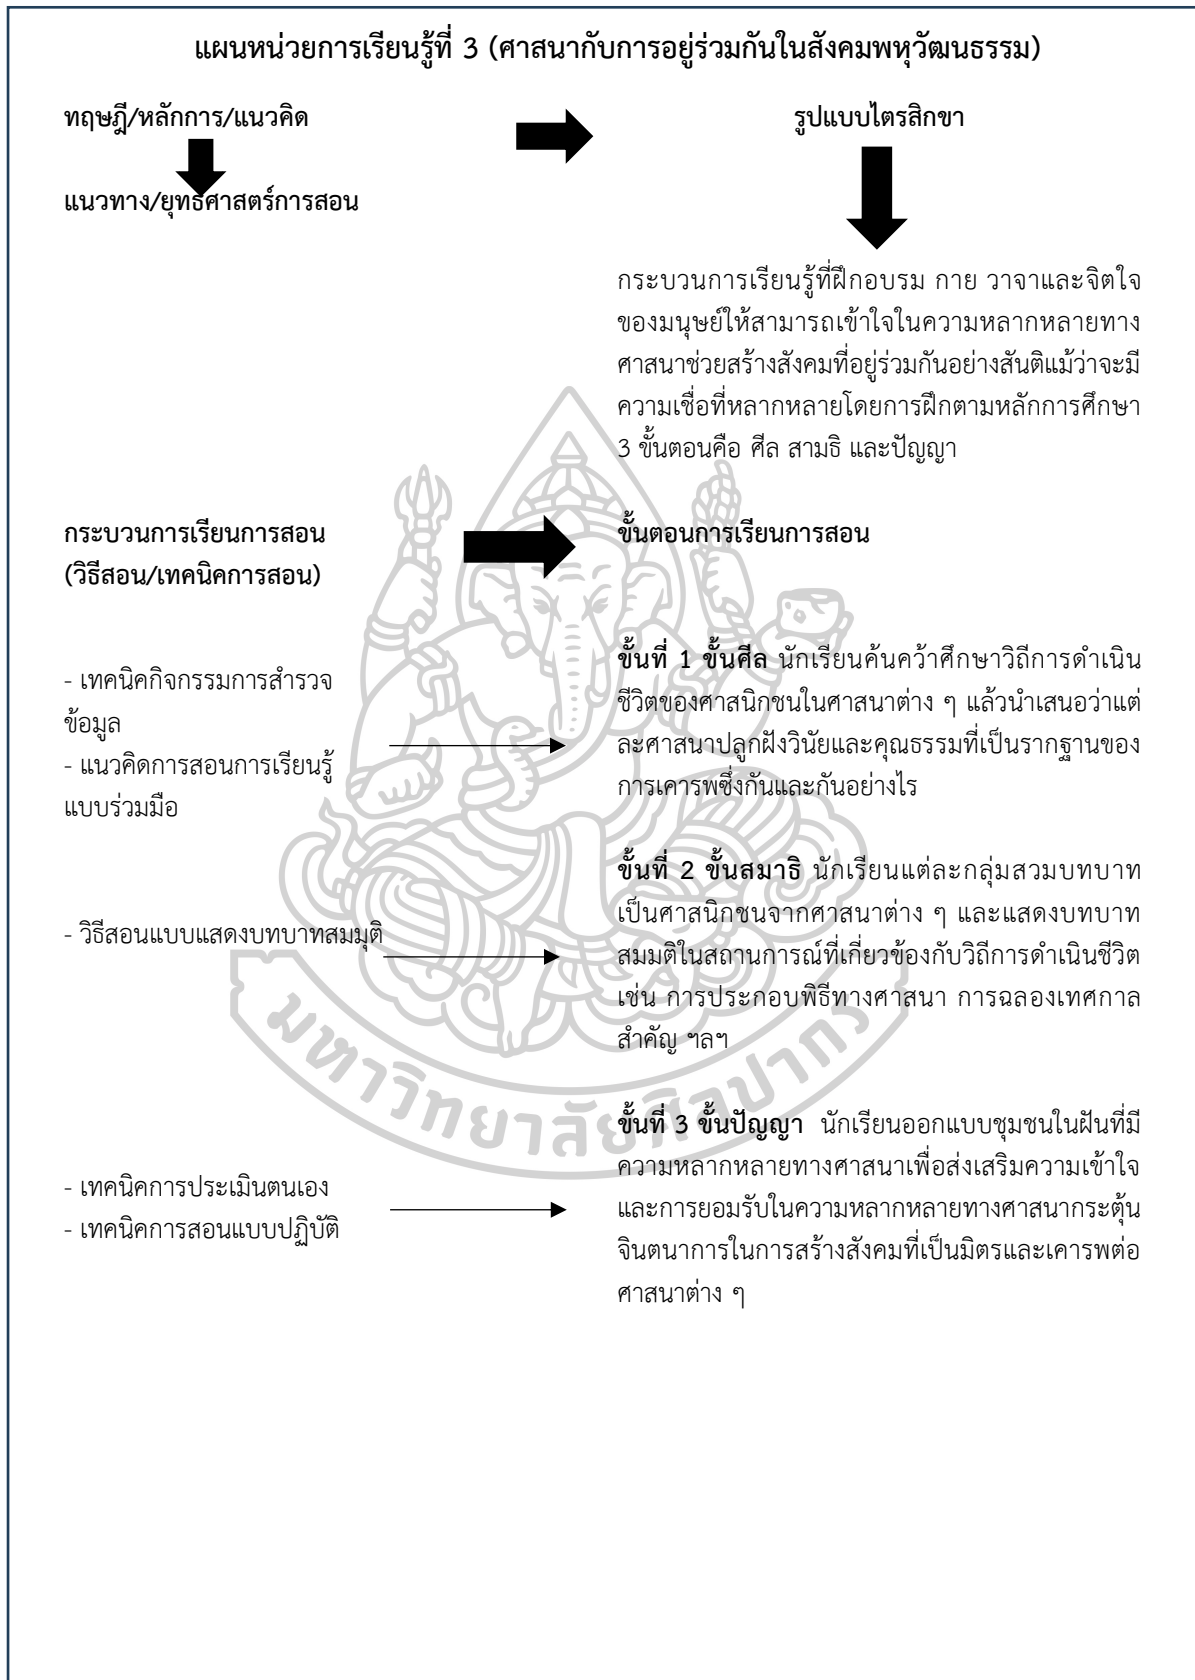 แผนหน่วยการเรียนรู้ที่ 3 (ศาสนากับการอยู่ร่วมกันในสังคมพหุวัฒนธรรม)
ทฤษฎี/หลักการ/แนวคิด
รูปแบบไตรสิกขา
แนวทาง/ยุทธศาสตร์การสอน
กระบวนการเรียนรู้ที่ฝึกอบรม กาย วาจาและจิตใจ
ของมนุษย์ให้สามารถเข้าใจในความหลากหลายทาง
ศาสนาช่วยสร้างสังคมที่อยู่ร่วมกันอย่างสันติแม้ว่าจะมี
ความเชื่อที่หลากหลายโดยการฝึกตามหลักการศึกษา
3 ขั้นตอนคือ ศีล สามธิ และปัญญา
กระบวนการเรียนการสอน
(วิธีสอน/เทคนิคการสอน)
ขั้นตอนการเรียนการสอน
- เทคนิคกิจกรรมการสำรวจ
ข้อมูล
- แนวคิดการสอนการเรียนรู้
แบบร่วมมือ
ขั้นที่ 1 ขั้นศีล นักเรียนค้นคว้าศึกษาวิถีการดำเนิน
ชีวิตของศาสนิกชนในศาสนาต่าง ๆ แล้วนำเสนอว่าแต่
ละศาสนาปลูกฝังวินัยและคุณธรรมที่เป็นรากฐานของ
การเคารพซึ่งกันและกันอย่างไร
- วิธีสอนแบบแสดงบทบาทสมมุติ
ขั้นที่ 2 ขั้นสมาธิ นักเรียนแต่ละกลุ่มสวมบทบาท
เป็นศาสนิกชนจากศาสนาต่าง ๆ และแสดงบทบาท
สมมติในสถานการณ์ที่เกี่ยวข้องกับวิถีการดำเนินชีวิต
เช่น การประกอบพิธีทางศาสนา การฉลองเทศกาล
สำคัญ ฯลฯ
- เทคนิคการประเมินตนเอง
- เทคนิคการสอนแบบปฏิบัติ
ขั้นที่ 3 ขั้นปัญญา นักเรียนออกแบบชุมชนในฝันที่มี
ความหลากหลายทางศาสนาเพื่อส่งเสริมความเข้าใจ
และการยอมรับในความหลากหลายทางศาสนากระตุ้น
จินตนาการในการสร้างสังคมที่เป็นมิตรและเคารพต่อ
ศาสนาต่าง ๆ
มหาวิทยาลัยศิลปากร